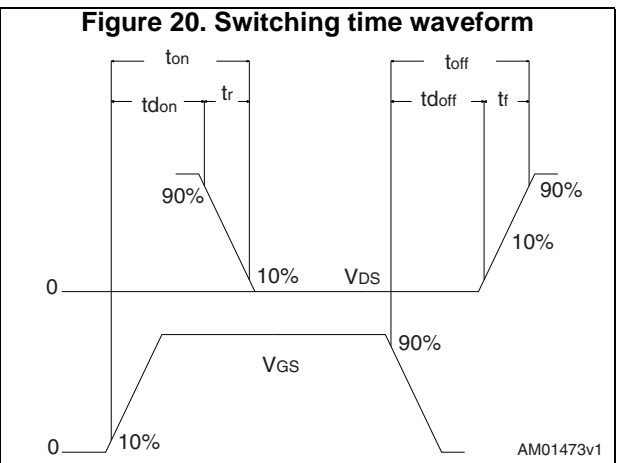 Figure 20. Switching time waveform
ton
toff
tdon
tr
tdoff
tf
90%
90%
10%
0
10%
VDS
90%
VGS
0
10%
AM01473v1